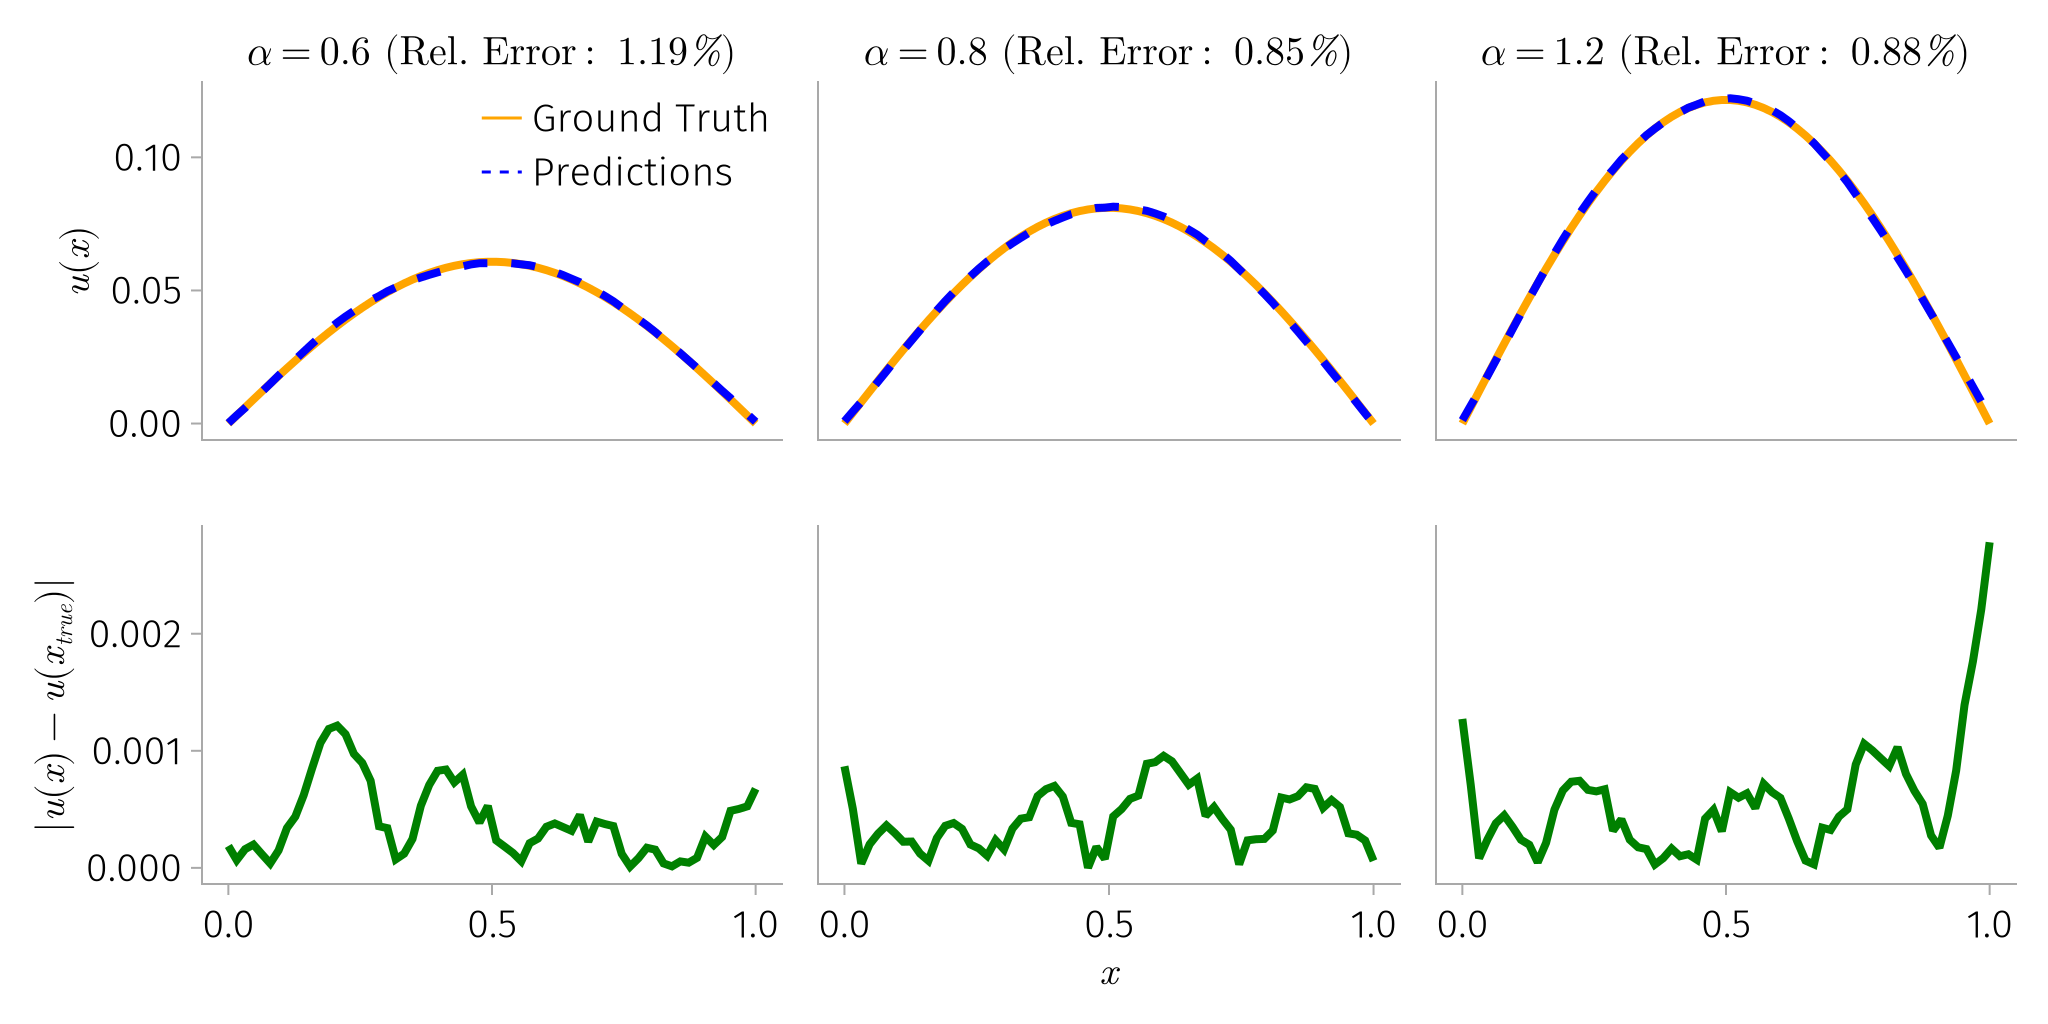 α = 0.6 (Rel. Error : 1.19%)
α = 0.8 (Rel. Error : 0.85%)
α = 1.2 (Rel. Error : 0.88%)
Ground Truth
Predictions
0.10
0.05
0.00
u(x)
0.002
0.001
0.000
|u(x) − u(x_{true})|
0.0 0.5 1.0
0.0 0.5 1.0
0.0 0.5 1.0
x